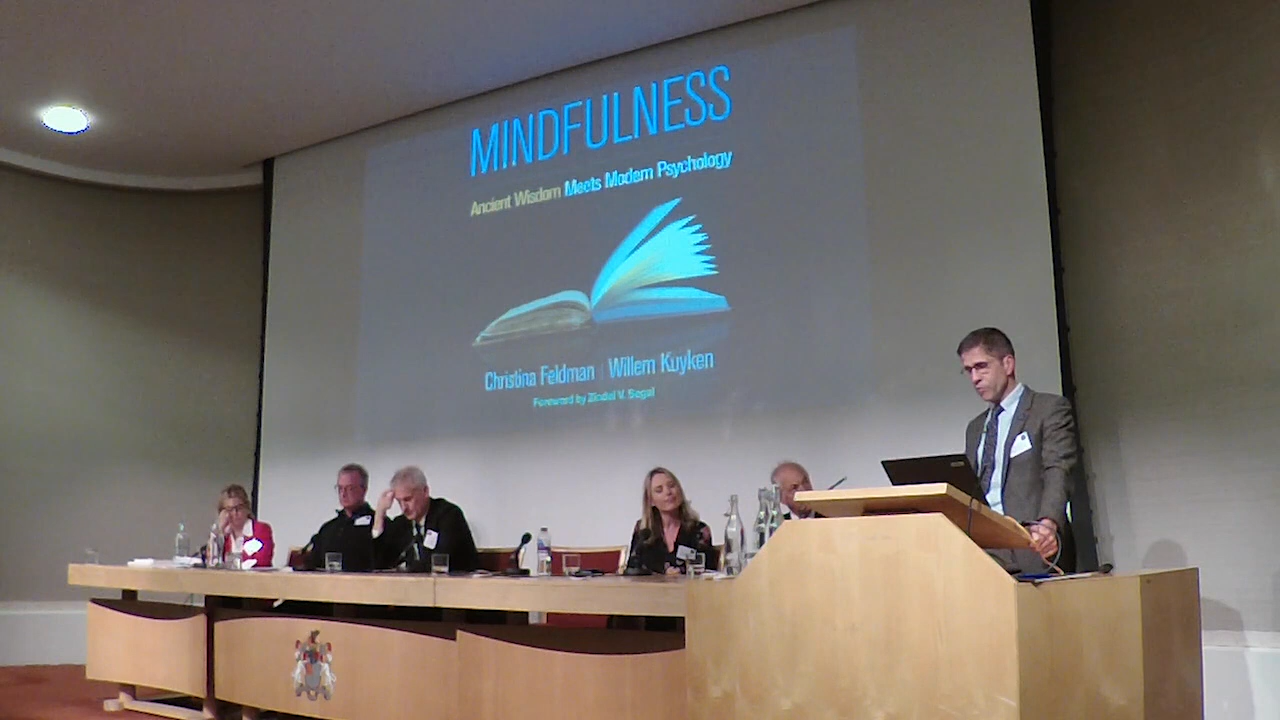 MINDFULNESS
Ancient Wisdom Meets Modern Psychology
Christina Feldman | Willem Kuyken
Foreword by Zindel V. Segal